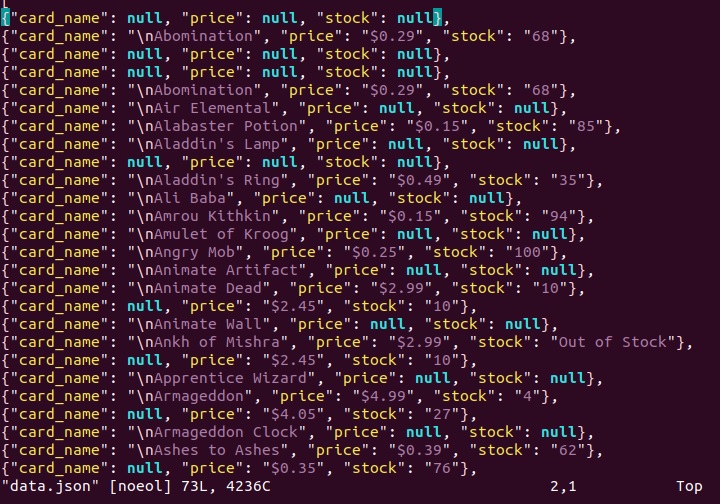 [
{"card_name": null, "price": null, "stock": null},
{"card_name": "\nAbomination", "price": "$0.29", "stock": "68"},
{"card_name": null, "price": null, "stock": null},
{"card_name": null, "price": null, "stock": null},
{"card_name": "\nAbomination", "price": "$0.29", "stock": "68"},
{"card_name": "\nAir Elemental", "price": null, "stock": null},
{"card_name": "\nAlabaster Potion", "price": "$0.15", "stock": "85"},
{"card_name": "\nAladdin's Lamp", "price": null, "stock": null},
{"card_name": null, "price": null, "stock": null},
{"card_name": "\nAladdin's Ring", "price": "$0.49", "stock": "35"},
{"card_name": "\nAli Baba", "price": null, "stock": null},
{"card_name": "\nAmrou Kithkin", "price": "$0.15", "stock": "94"},
{"card_name": "\nAmulet of Kroog", "price": null, "stock": null},
{"card_name": "\nAngry Mob", "price": "$0.25", "stock": "100"},
{"card_name": "\nAnimate Artifact", "price": null, "stock": null},
{"card_name": "\nAnimate Dead", "price": "$2.99", "stock": "10"},
{"card_name": null, "price": "$2.45", "stock": "10"},
{"card_name": "\nAnimate Wall", "price": null, "stock": null},
{"card_name": "\nAnkh of Mishra", "price": "$2.99", "stock": "Out of Stock"},
{"card_name": null, "price": "$2.45", "stock": "10"},
{"card_name": "\nApprentice Wizard", "price": null, "stock": null},
{"card_name": "\nArmageddon", "price": "$4.99", "stock": "4"},
{"card_name": null, "price": "$4.05", "stock": "27"},
{"card_name": "\nArmageddon Clock", "price": null, "stock": null},
{"card_name": "\nAshes to Ashes", "price": "$0.39", "stock": "62"},
{"card_name": null, "price": "$0.35", "stock": "76"},
"data.json" [noeol] 73L, 4236C 2,1 Top